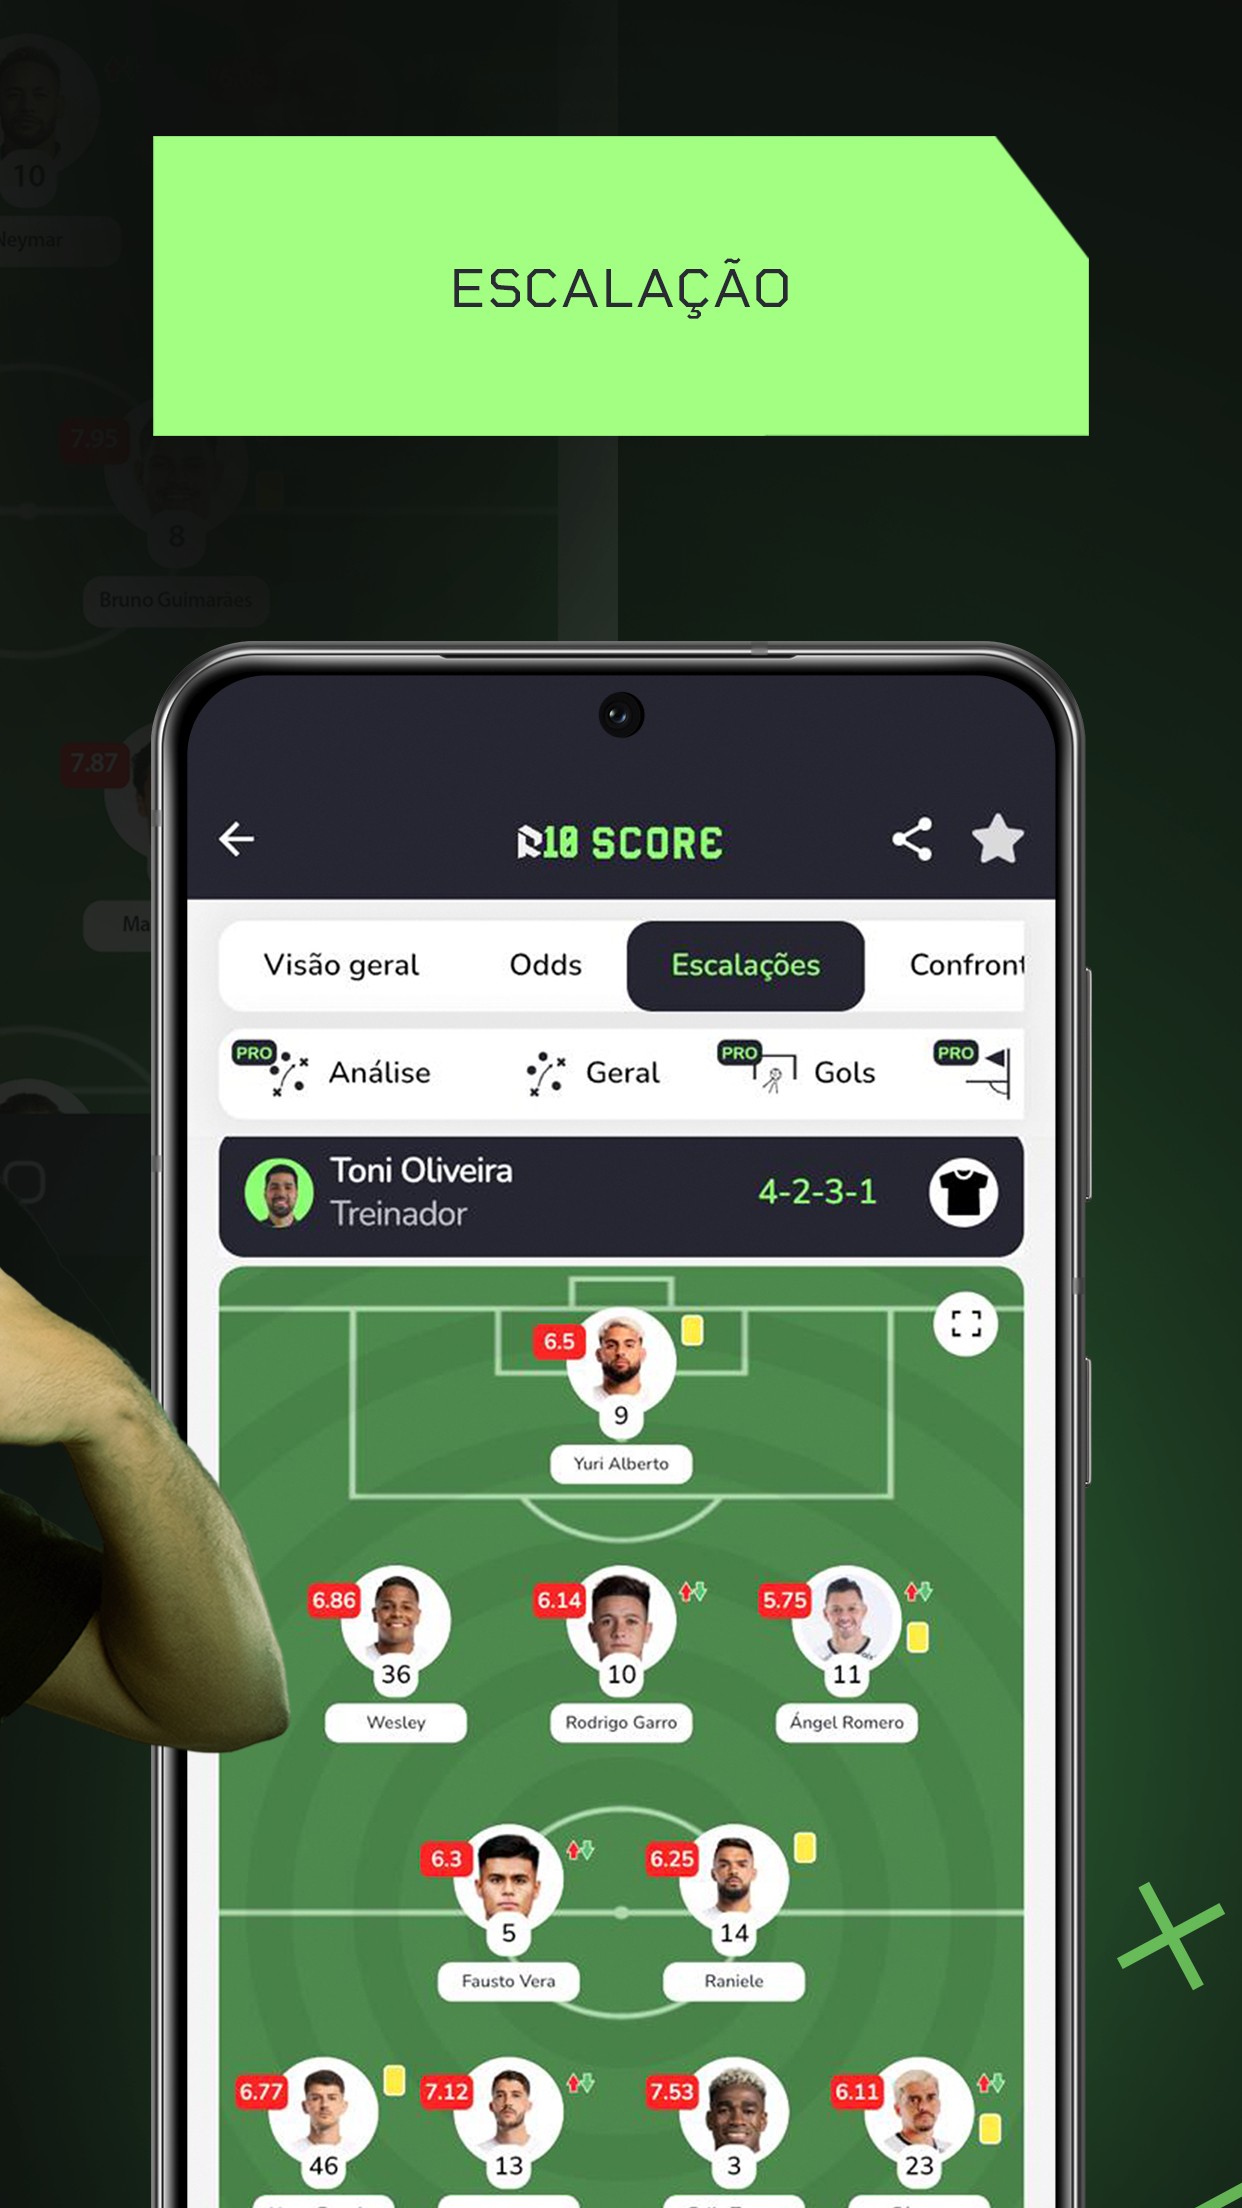 10
Neymar
ESCALAÇÃO
7.95
8
Bruno Guimarães
7.87
R10 SCORE
Visão geral Odds Escalações Confront
PRO Análise Geral PRO Gols PRO
Toni Oliveira
Treinador
4-2-3-1
6.5
9
Yuri Alberto
6.86 6.14 5.75
36 10 11
Wesley Rodrigo Garro Ángel Romero
6.3 6.25
5 14
Fausto Vera Raniele
6.77 7.12 7.53 6.11
46 13 3 23